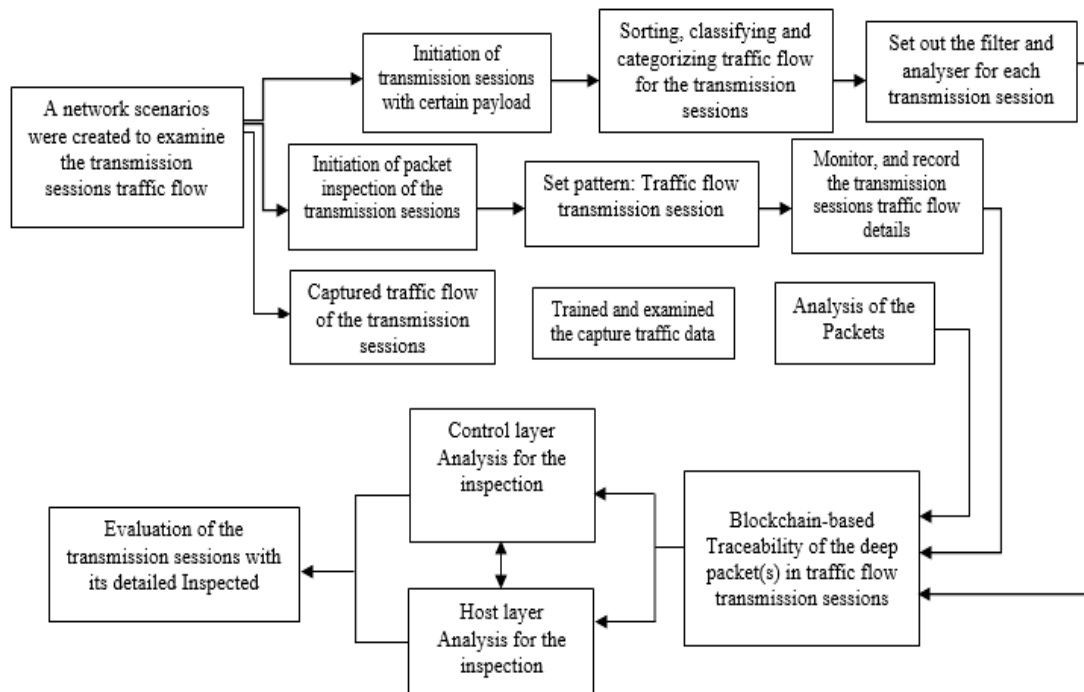 A network scenarios
were created to examine
the transmission
sessions traffic flow
Initiation of
transmission sessions
with certain payload
Sorting, classifying and
categorizing traffic flow
for the transmission
sessions
Set out the filter and
analyser for each
transmission session
Initiation of packet
inspection of the
transmission sessions
Set pattern: Traffic flow
transmission session
Monitor, and record
the transmission
sessions traffic flow
details
Captured traffic flow
of the transmission
sessions
Trained and examined
the capture traffic data
Analysis of the
Packets
Control layer
Analysis for the
inspection
Evaluation of the
transmission sessions with
its detailed Inspected
Blockchain-based
Traceability of the deep
packet(s) in traffic flow
transmission sessions
Host layer
Analysis for the
inspection